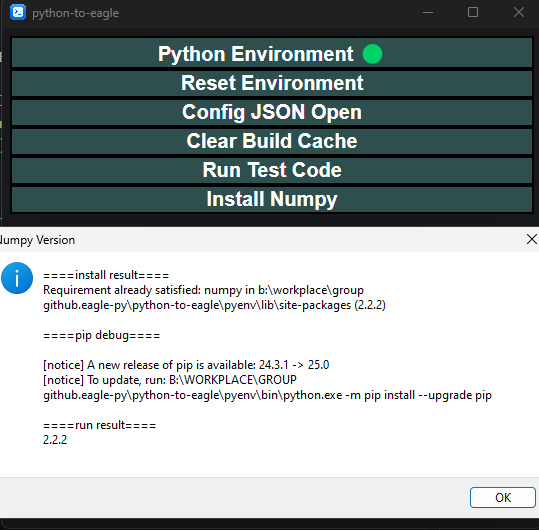 python-to-eagle
Python Environment
Reset Environment
Config JSON Open
Clear Build Cache
Run Test Code
Install Numpy
Numpy Version
====install result====
Requirement already satisfied: numpy in b:\workplace\group
github.eagle-py\python-to-eagle\pyenv\lib\site-packages (2.2.2)
====pip debug====
[notice] A new release of pip is available: 24.3.1 -> 25.0
[notice] To update, run: B:\WORKPLACE\GROUP
github.eagle-py\python-to-eagle\pyenv\bin\python.exe -m pip install --upgrade pip
====run result====
2.2.2
OK